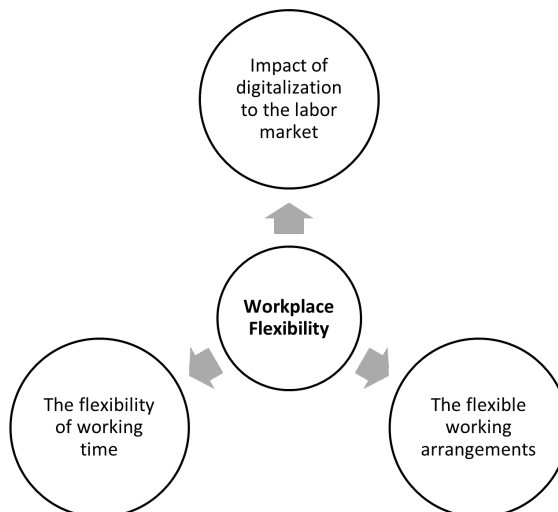 Impact of
digitalization
to the labor
market
Workplace
Flexibility
The flexibility
of working
time
The flexible
working
arrangements